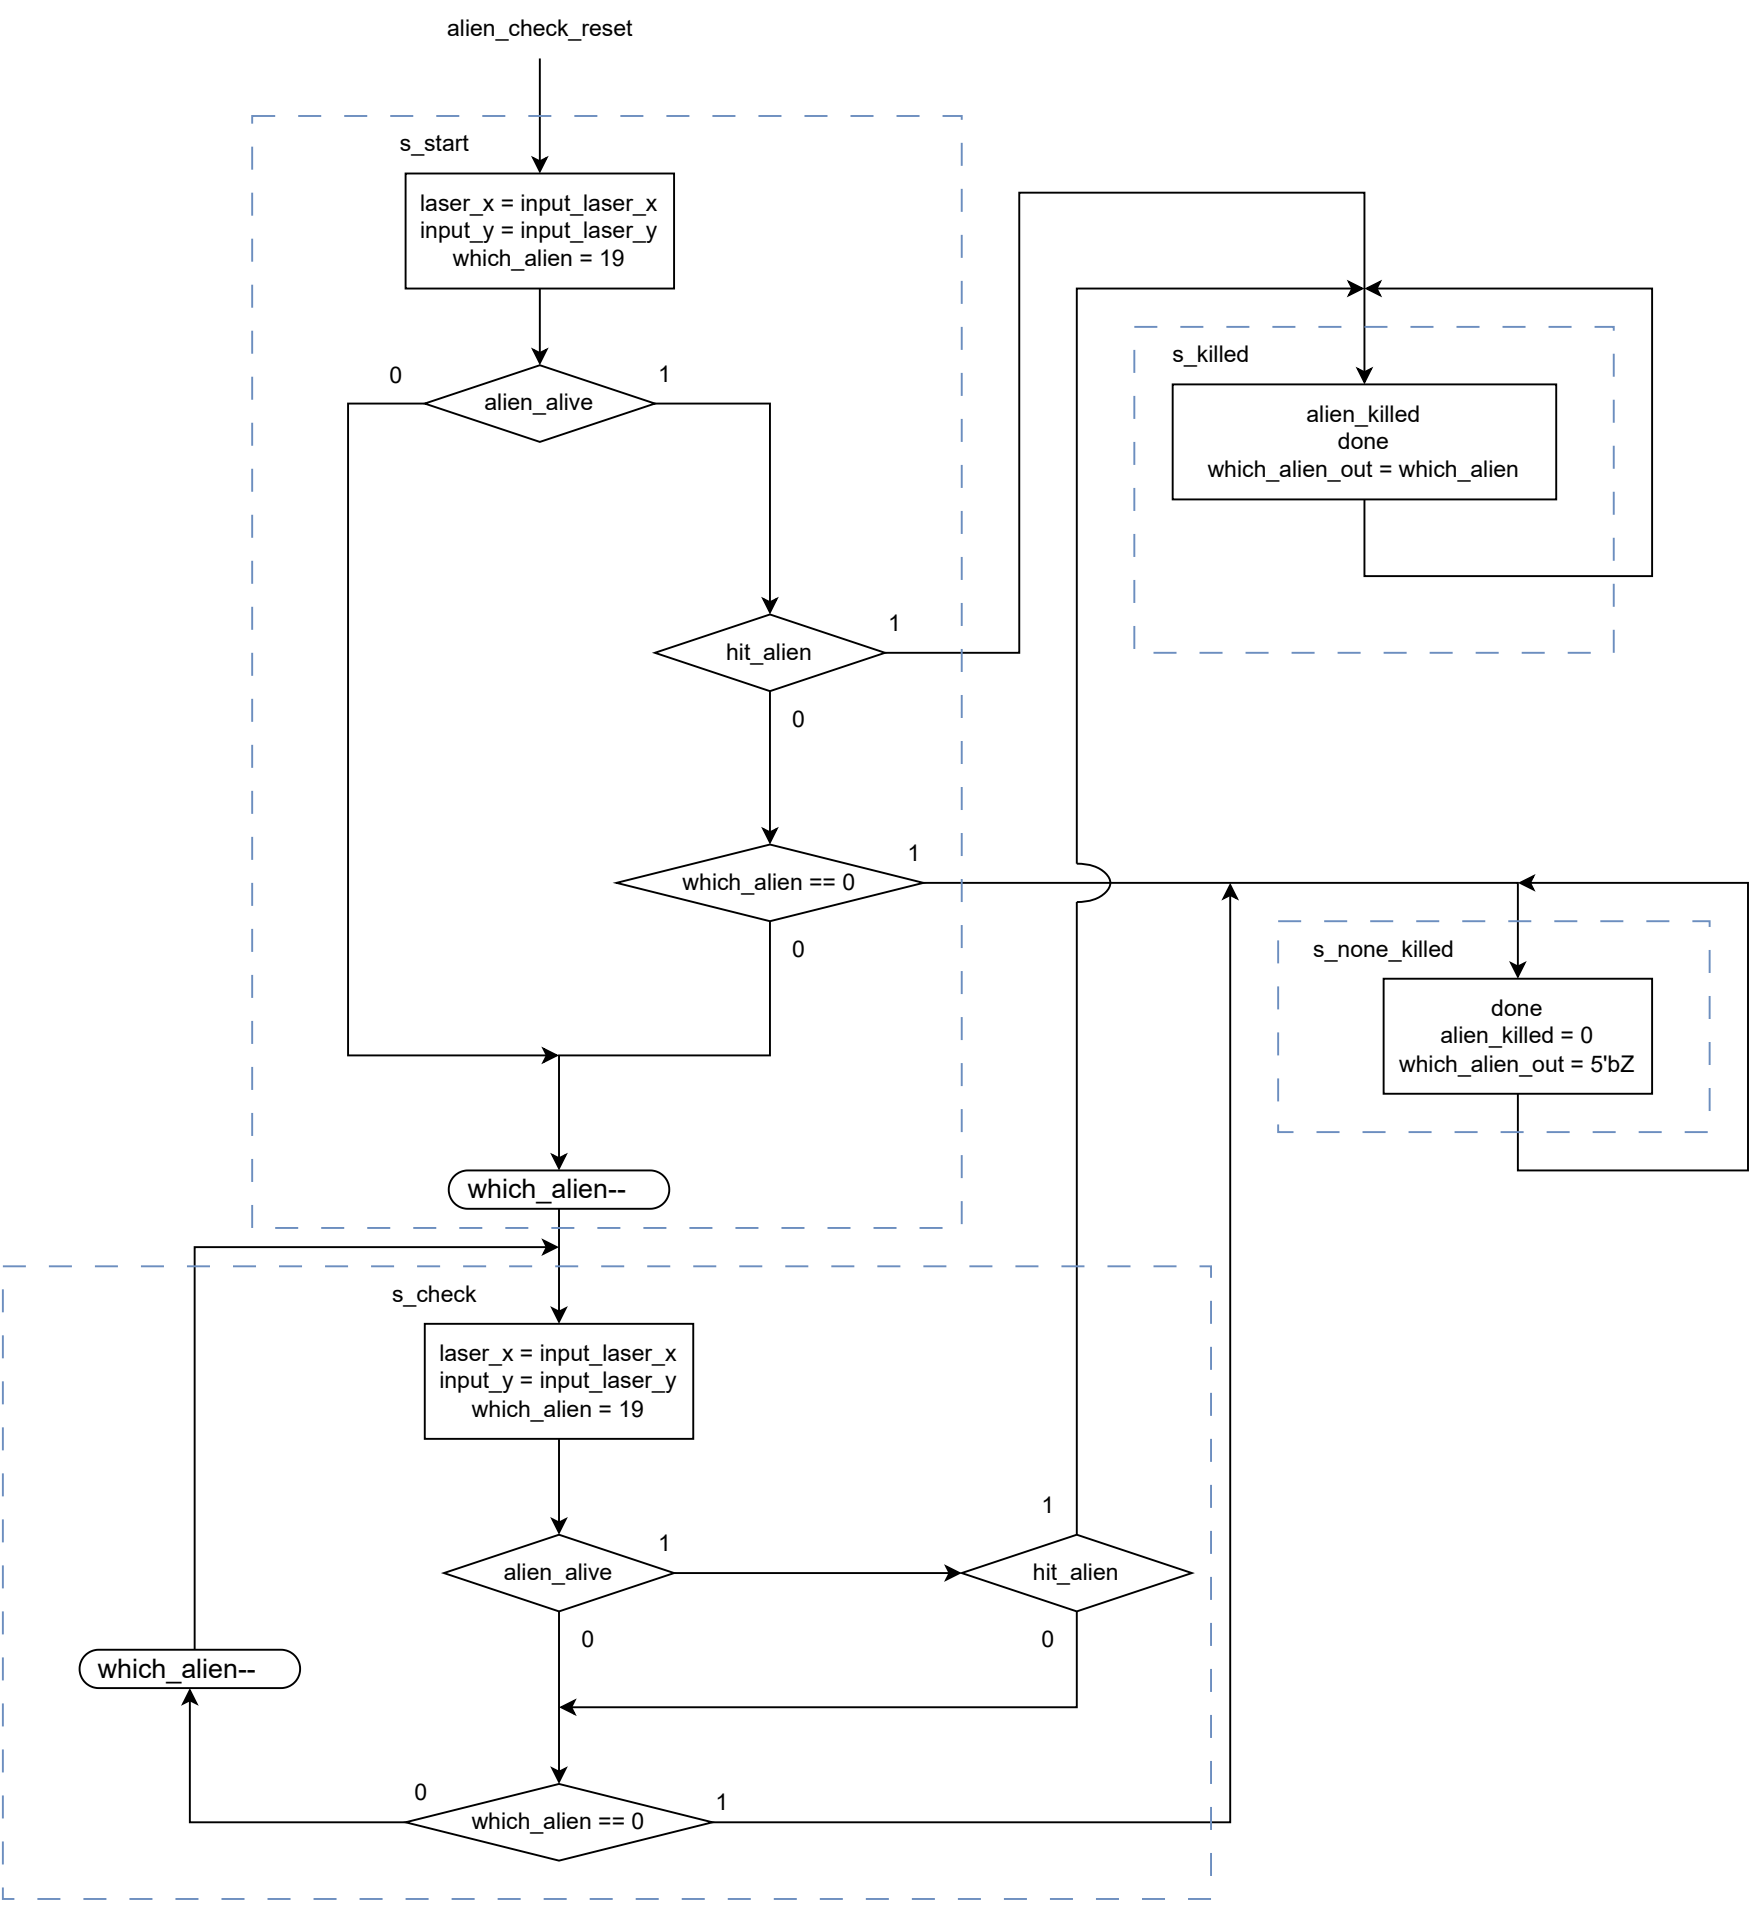 alien_check_reset
s_start
laser_x = input_laser_x
input_y = input_laser_y
which_alien = 19
0
1
alien_alive
s_killed
alien_killed
done
which_alien_out = which_alien
1
hit_alien
0
1
which_alien == 0
0
s_none_killed
done
alien_killed = 0
which_alien_out = 5'bZ
which_alien--
s_check
laser_x = input_laser_x
input_y = input_laser_y
which_alien = 19
1
1
alien_alive
hit_alien
0
0
which_alien--
0
1
which_alien == 0